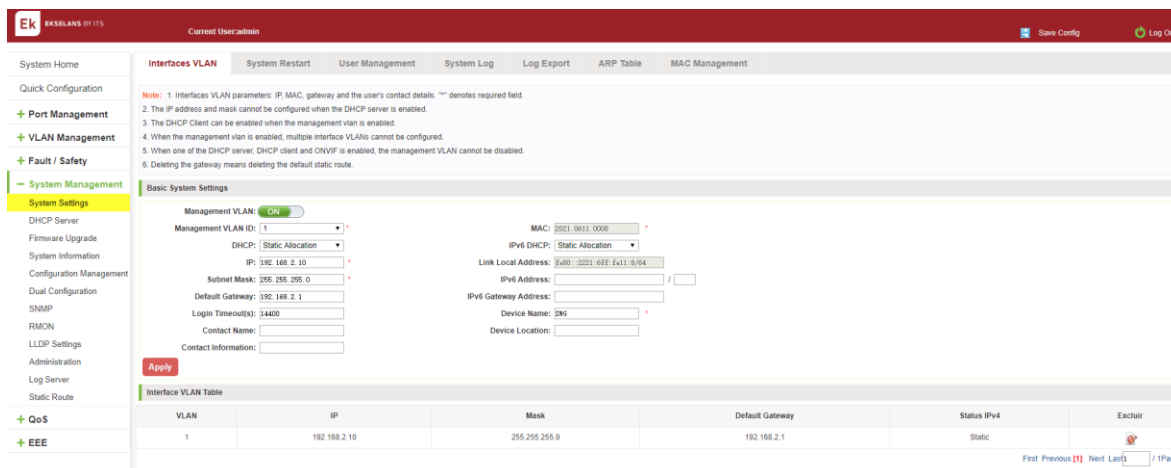 Ek EKSELANS BY ITS
Current User:admin
Save Config
Log O
System Home
Quick Configuration
+ Port Management
+ VLAN Management
+ Fault / Safety
− System Management
System Settings
DHCP Server
Firmware Upgrade
System Information
Configuration Management
Dual Configuration
SNMP
RMON
LLDP Settings
Administration
Log Server
Static Route
+ QoS
+ EEE
Interfaces VLAN System Restart User Management System Log Log Export ARP Table MAC Management
Note: 1. Interfaces VLAN parameters: IP, MAC, gateway and the user's contact details. "*" denotes required field.
2. The IP address and mask cannot be configured when the DHCP server is enabled.
3. The DHCP Client can be enabled when the management vlan is enabled.
4. When the management vlan is enabled, multiple interface VLANs cannot be configured.
5. When one of the DHCP server, DHCP client and ONVIF is enabled, the management VLAN cannot be disabled.
6. Deleting the gateway means deleting the default static route.
Basic System Settings
Management VLAN: ON
Management VLAN ID: 1 * MAC: 2021.0611.0008 *
DHCP: Static Allocation IPv6 DHCP: Static Allocation
IP: 192.168.2.10 * Link Local Address: fe80::2221:6ff:fe11:8/64
Subnet Mask: 255.255.255.0 * IPv6 Address: /
Default Gateway: 192.168.2.1 IPv6 Gateway Address:
Login Timeout(s): 14400 Device Name: SWG *
Contact Name: Device Location:
Contact Information:
Apply
Interface VLAN Table
VLAN IP Mask Default Gateway Status IPv4 Excluir
1 192.168.2.10 255.255.255.0 192.168.2.1 Static
First Previous [1] Next Last 1 / 1Pa